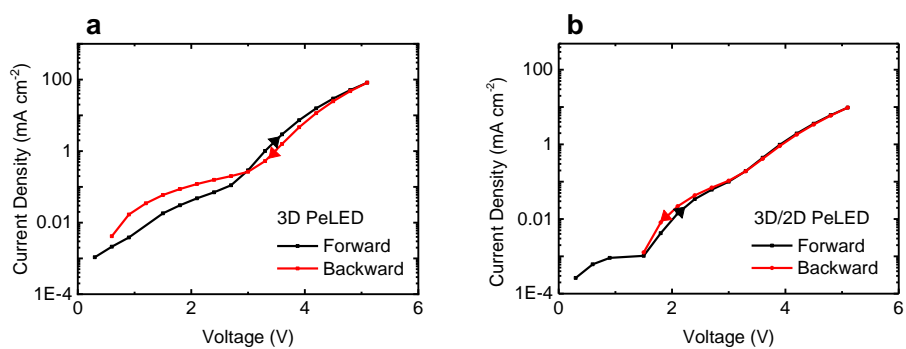 a
Current Density (mA cm-2)
100
1
0.01
1E-4
3D PeLED
Forward
Backward
0
2
4
6
Voltage (V)
b
Current Density (mA cm-2)
100
1
0.01
1E-4
3D/2D PeLED
Forward
Backward
0
2
4
6
Voltage (V)